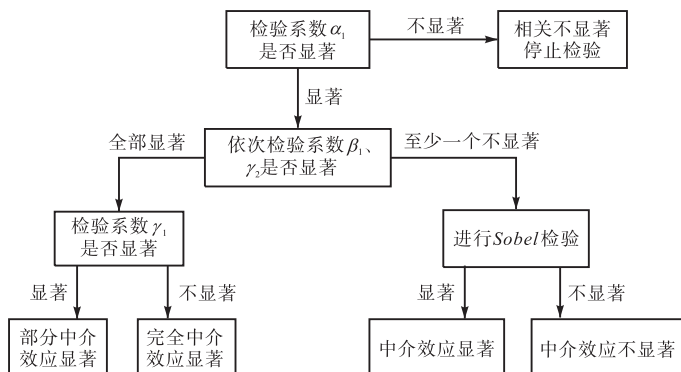 检验系数α₁
是否显著
不显著
相关不显著
停止检验
显著
全部显著
依次检验系数β₁、
γ₂是否显著
至少一个不显著
检验系数γ₁
是否显著
进行Sobel检验
显著
不显著
显著
不显著
部分中介
效应显著
完全中介
效应显著
中介效应显著
中介效应不显著